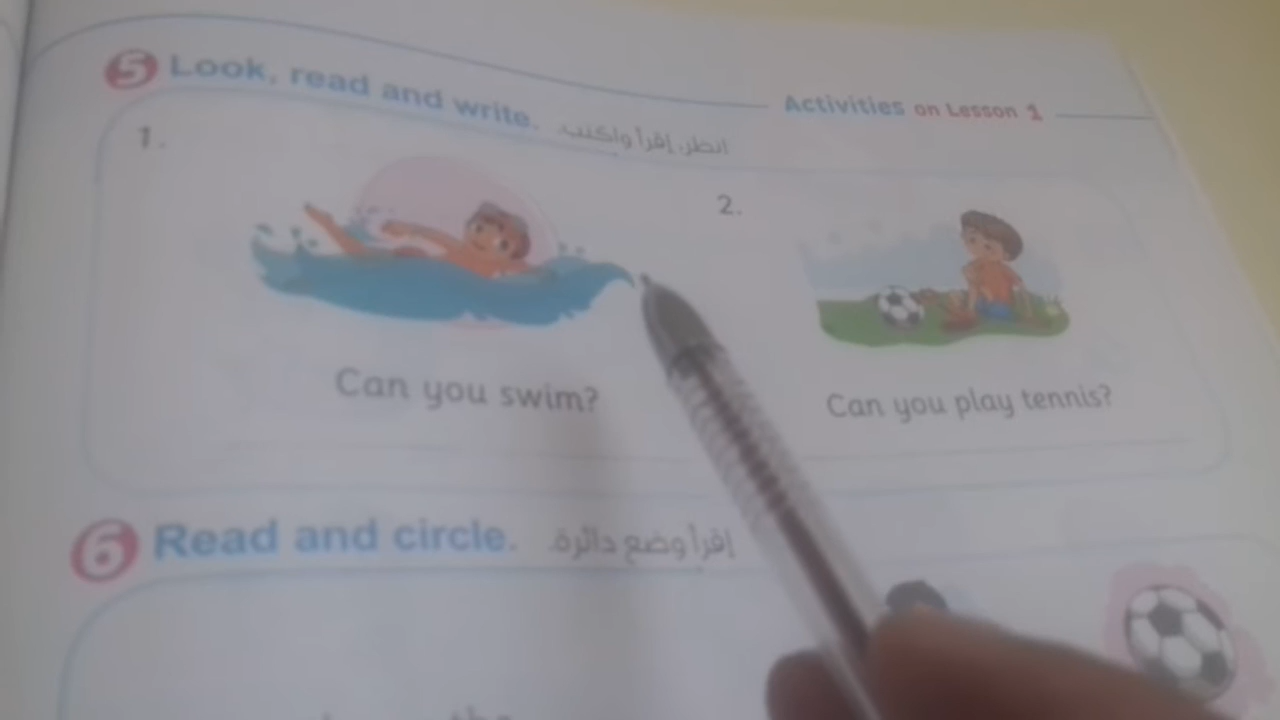 5 Look, read and write. انظر، إقرأ واكتب.
Activities on Lesson 1
1.
2.
Can you swim?
Can you play tennis?
6 Read and circle. إقرأ وضع دائرة.
the